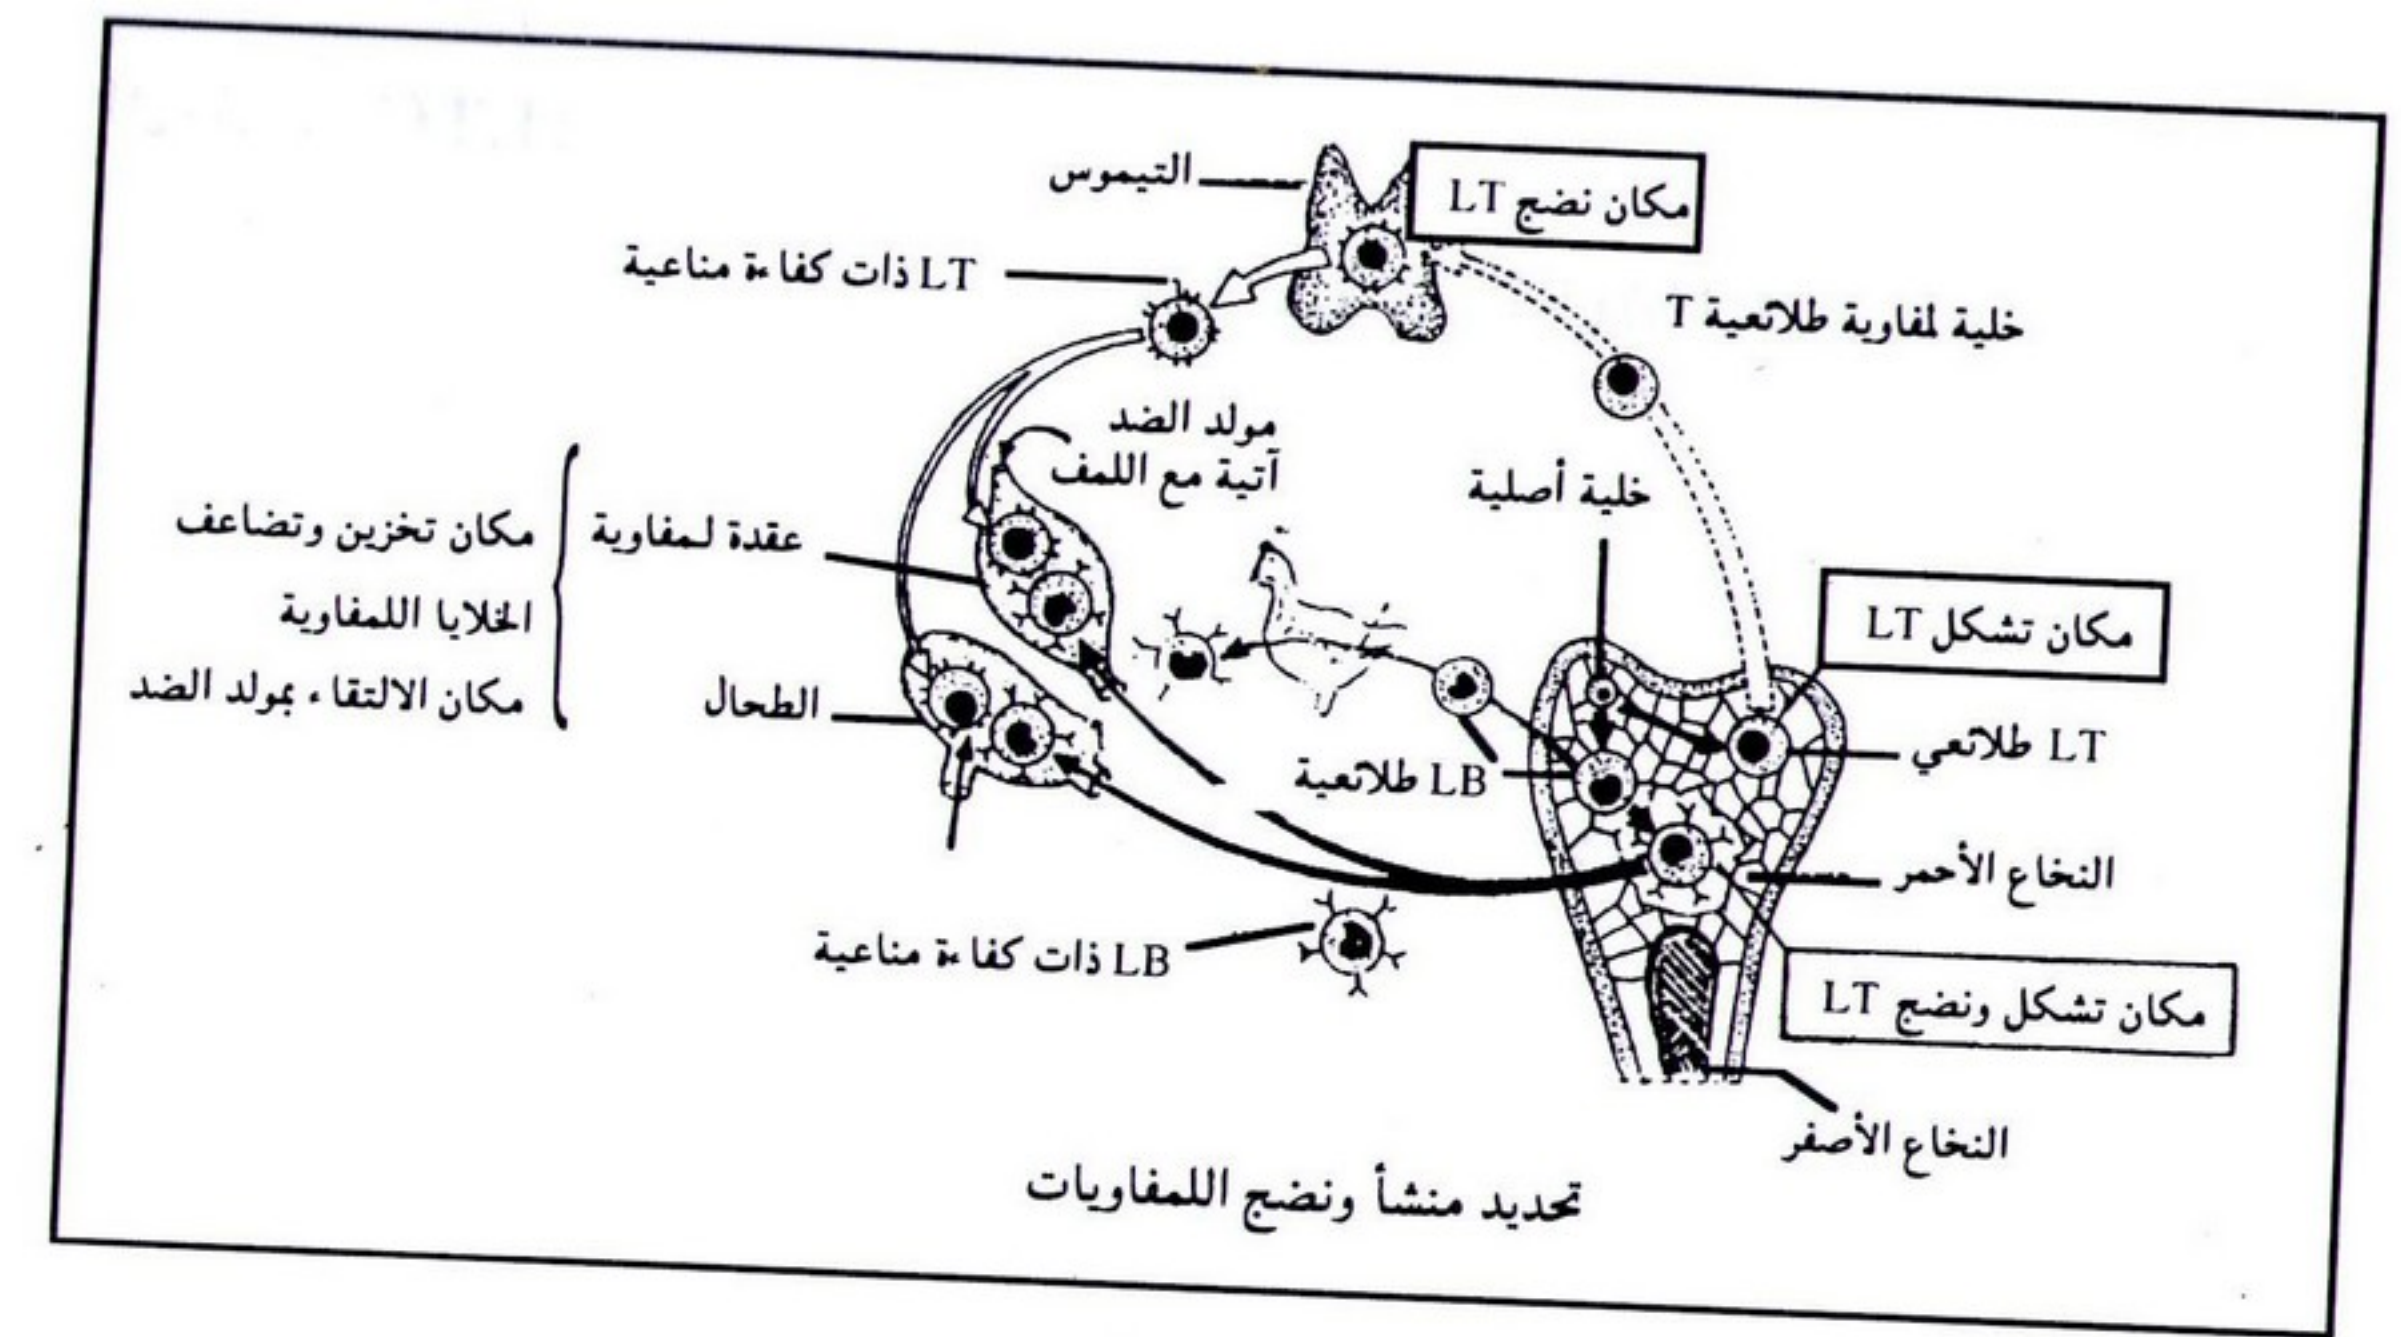 التيموس
مكان نضج LT
LT ذات كفاءة مناعية
خلية لمفاوية طلائعية T
مولد الضد
آتية مع اللمف
خلية أصلية
عقدة لمفاوية
مكان تخزين وتضاعف
الخلايا اللمفاوية
مكان الالتقاء بمولد الضد
الطحال
مكان تشكل LT
LT طلائعي
LB طلائعية
النخاع الأحمر
LB ذات كفاءة مناعية
مكان تشكل ونضج LT
النخاع الأصفر
تحديد منشأ ونضج اللمفاويات